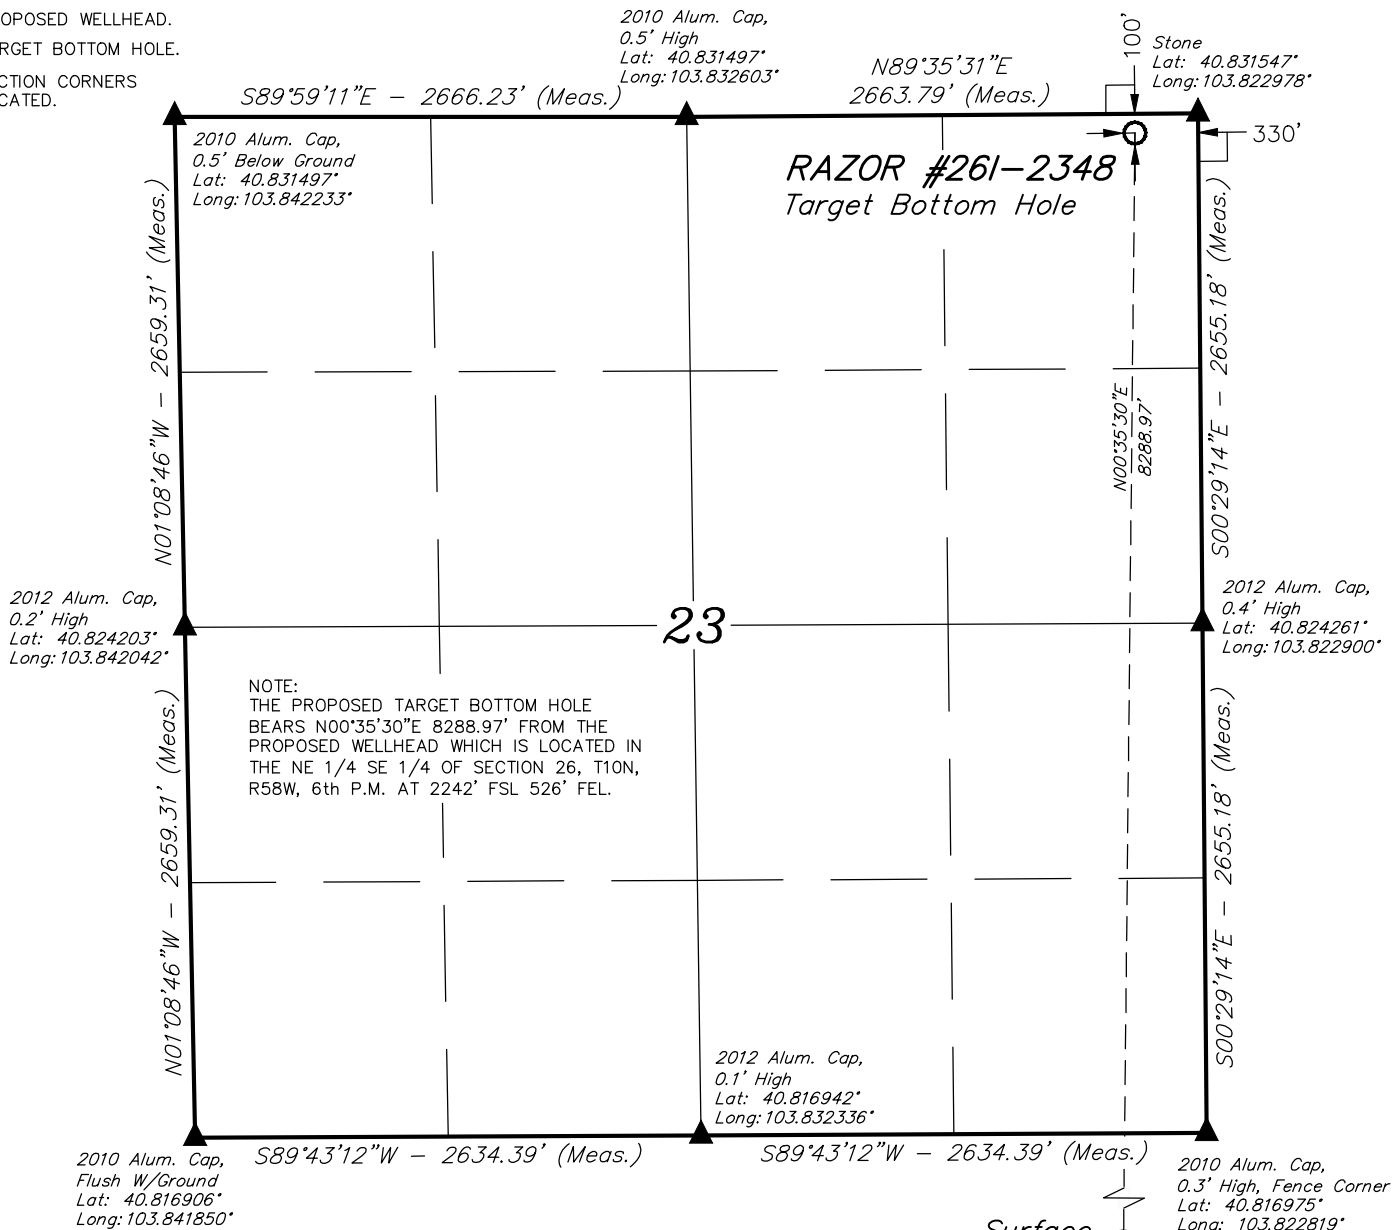 OPOSED WELLHEAD.
RGET BOTTOM HOLE.
CTION CORNERS
CATED.
2010 Alum. Cap,
0.5' High
Lat: 40.831497°
Long: 103.832603°
100'
Stone
Lat: 40.831547°
Long: 103.822978°
S89°59'11"E - 2666.23' (Meas.)
N89°35'31"E
2663.79' (Meas.)
2010 Alum. Cap,
0.5' Below Ground
Lat: 40.831497°
Long: 103.842233°
330'
RAZOR #26I-2348
Target Bottom Hole
N01°08'46"W - 2659.31' (Meas.)
S00°29'14"E - 2655.18' (Meas.)
N00°35'30"E
8288.97'
2012 Alum. Cap,
0.2' High
Lat: 40.824203°
Long: 103.842042°
23
2012 Alum. Cap,
0.4' High
Lat: 40.824261°
Long: 103.822900°
NOTE:
THE PROPOSED TARGET BOTTOM HOLE
BEARS N00°35'30"E 8288.97' FROM THE
PROPOSED WELLHEAD WHICH IS LOCATED IN
THE NE 1/4 SE 1/4 OF SECTION 26, T10N,
R58W, 6th P.M. AT 2242' FSL 526' FEL.
N01°08'46"W - 2659.31' (Meas.)
S00°29'14"E - 2655.18' (Meas.)
2012 Alum. Cap,
0.1' High
Lat: 40.816942°
Long: 103.832336°
S89°43'12"W - 2634.39' (Meas.)
S89°43'12"W - 2634.39' (Meas.)
2010 Alum. Cap,
Flush W/Ground
Lat: 40.816906°
Long: 103.841850°
2010 Alum. Cap,
0.3' High, Fence Corner
Lat: 40.816975°
Long: 103.822819°
Surface